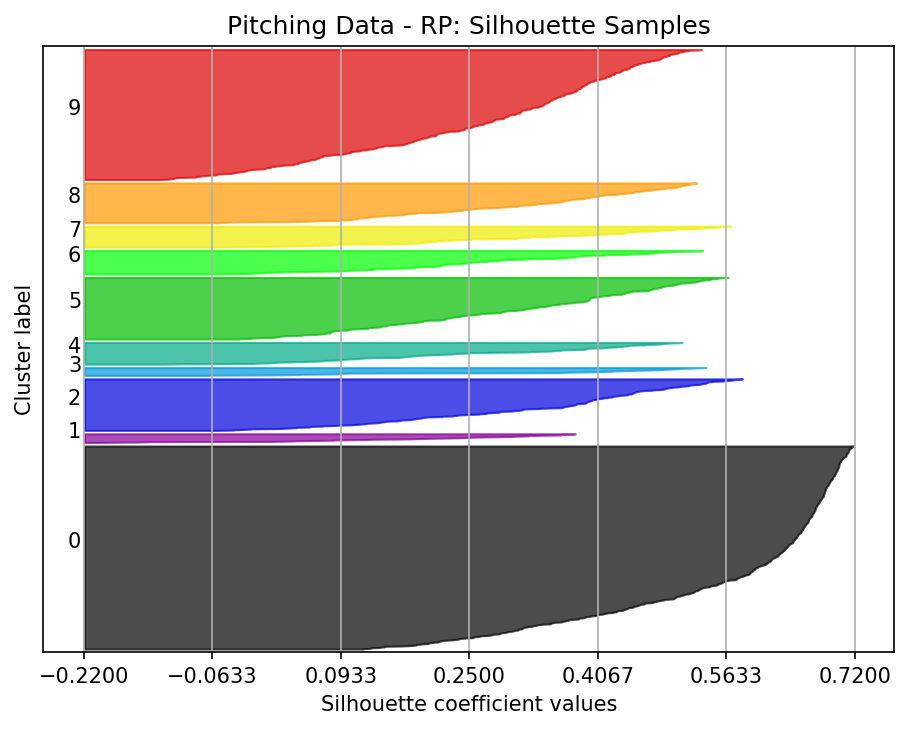 Pitching Data - RP: Silhouette Samples
9
8
7
6
5
4
3
2
1
0
Cluster label
−0.2200 −0.0633 0.0933 0.2500 0.4067 0.5633 0.7200
Silhouette coefficient values